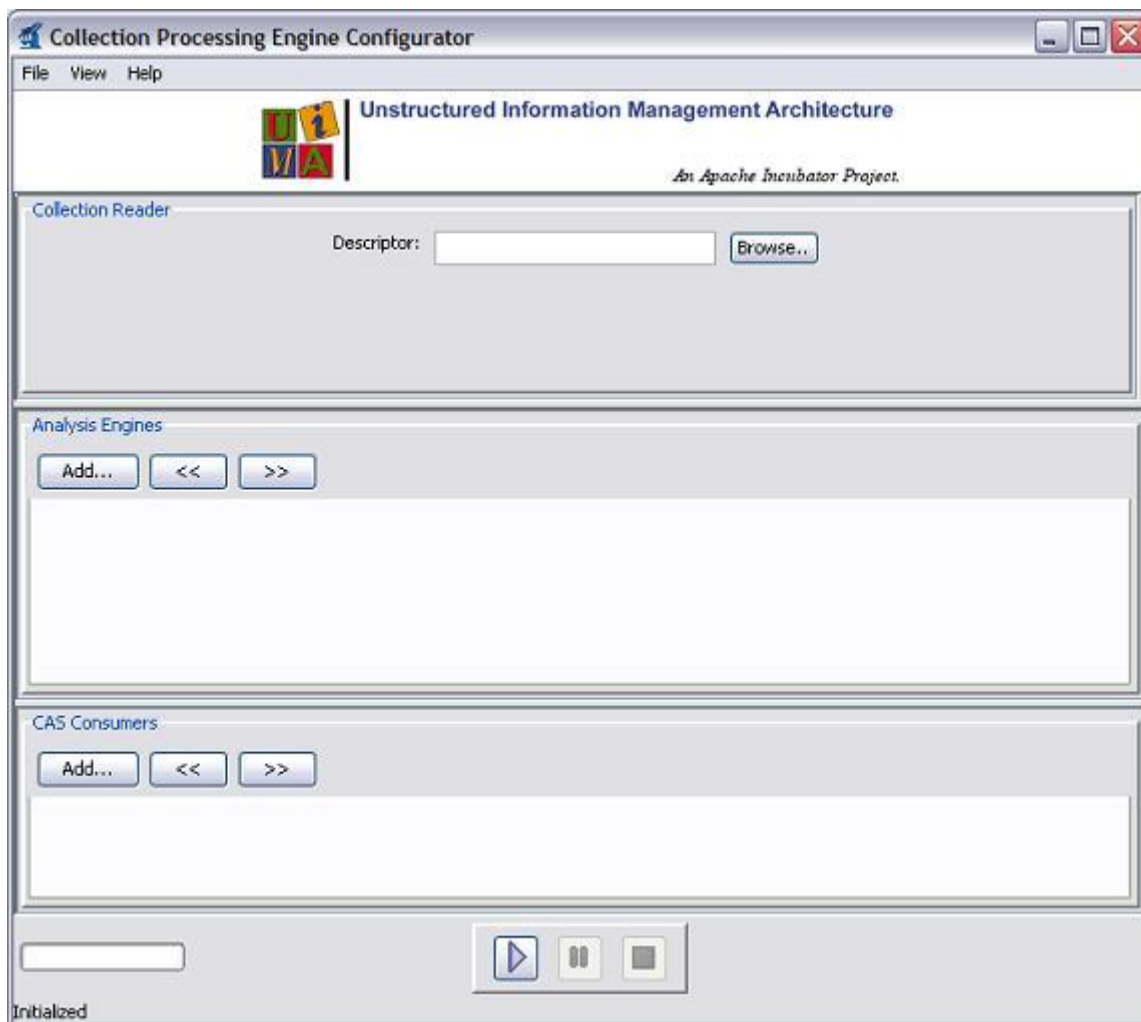 Collection Processing Engine Configurator
File View Help
UiMA
Unstructured Information Management Architecture
An Apache Incubator Project.
Collection Reader
Descriptor: Browse..
Analysis Engines
Add... << >>
CAS Consumers
Add... << >>
Initialized